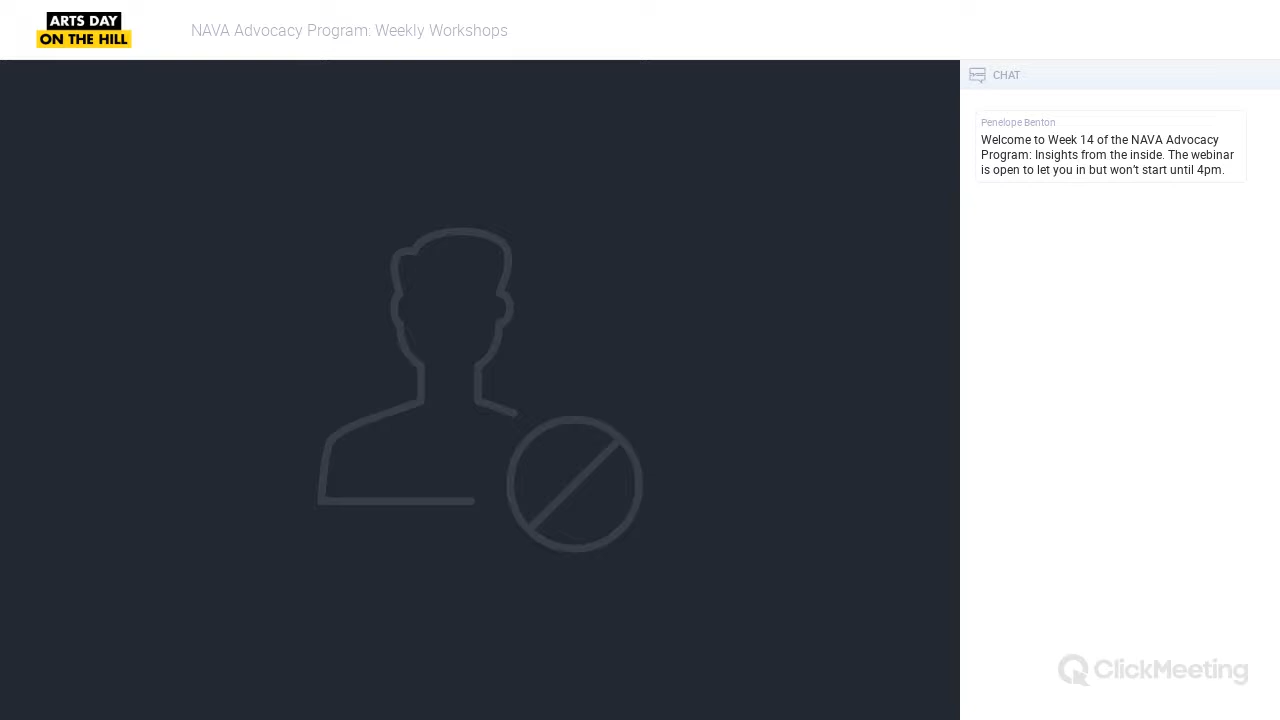 ARTS DAY
ON THE HILL
NAVA Advocacy Program: Weekly Workshops
CHAT
Penelope Benton
Welcome to Week 14 of the NAVA Advocacy
Program: Insights from the inside. The webinar
is open to let you in but won't start until 4pm.
ClickMeeting